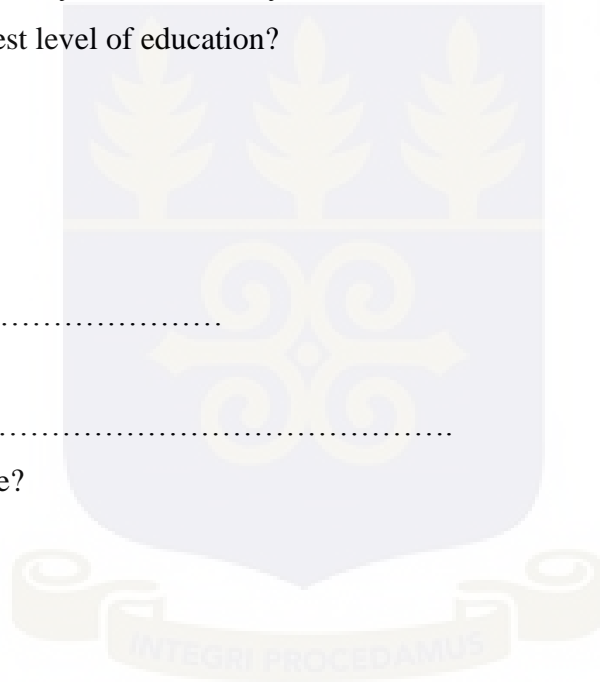 est level of education?
…………………
…………………………………….
e?
INTEGRI PROCEDAMUS